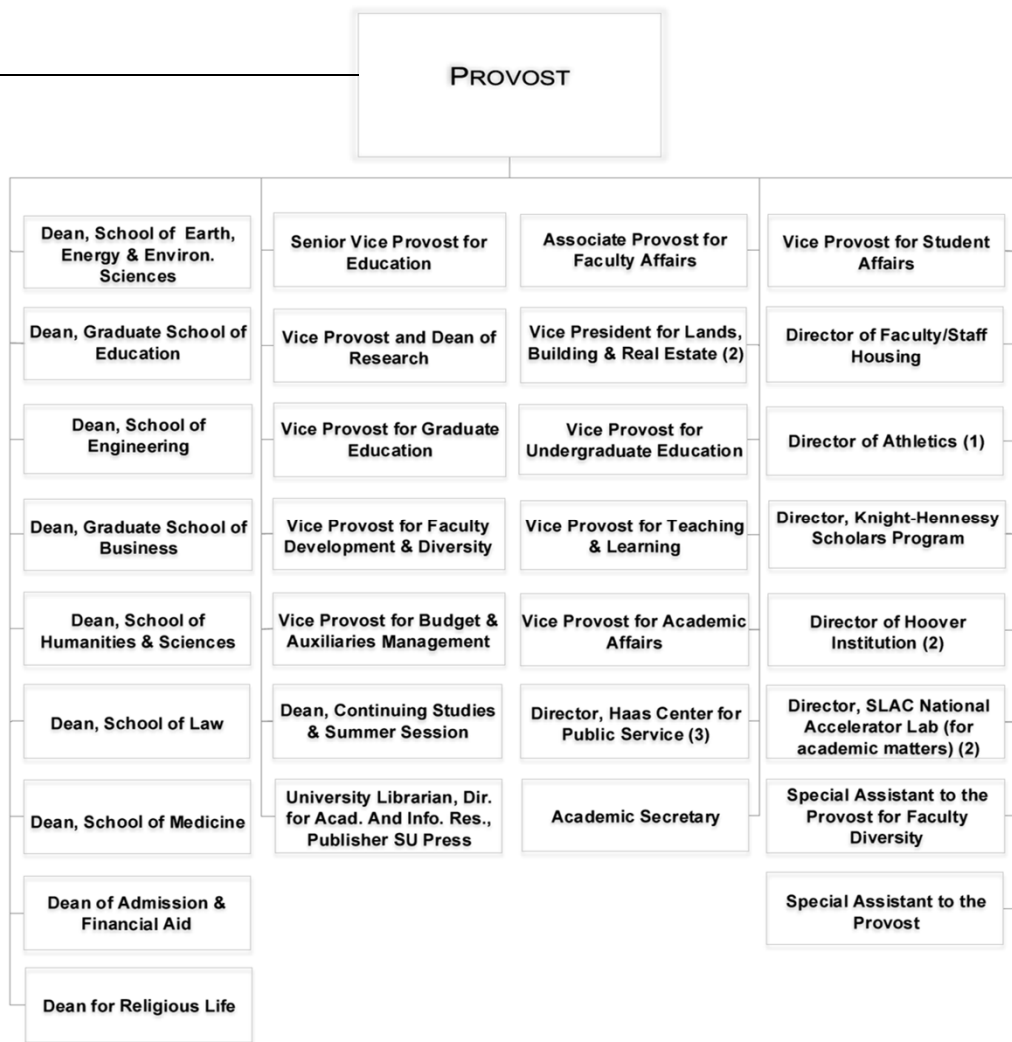 PROVOST
Dean, School of Earth,
Energy & Environ.
Sciences
Dean, Graduate School of
Education
Dean, School of
Engineering
Dean, Graduate School of
Business
Dean, School of
Humanities & Sciences
Dean, School of Law
Dean, School of Medicine
Dean of Admission &
Financial Aid
Dean for Religious Life
Senior Vice Provost for
Education
Vice Provost and Dean of
Research
Vice Provost for Graduate
Education
Vice Provost for Faculty
Development & Diversity
Vice Provost for Budget &
Auxiliaries Management
Dean, Continuing Studies
& Summer Session
University Librarian, Dir.
for Acad. And Info. Res.,
Publisher SU Press
Associate Provost for
Faculty Affairs
Vice President for Lands,
Building & Real Estate (2)
Vice Provost for
Undergraduate Education
Vice Provost for Teaching
& Learning
Vice Provost for Academic
Affairs
Director, Haas Center for
Public Service (3)
Academic Secretary
Vice Provost for Student
Affairs
Director of Faculty/Staff
Housing
Director of Athletics (1)
Director, Knight-Hennessy
Scholars Program
Director of Hoover
Institution (2)
Director, SLAC National
Accelerator Lab (for
academic matters) (2)
Special Assistant to the
Provost for Faculty
Diversity
Special Assistant to the
Provost